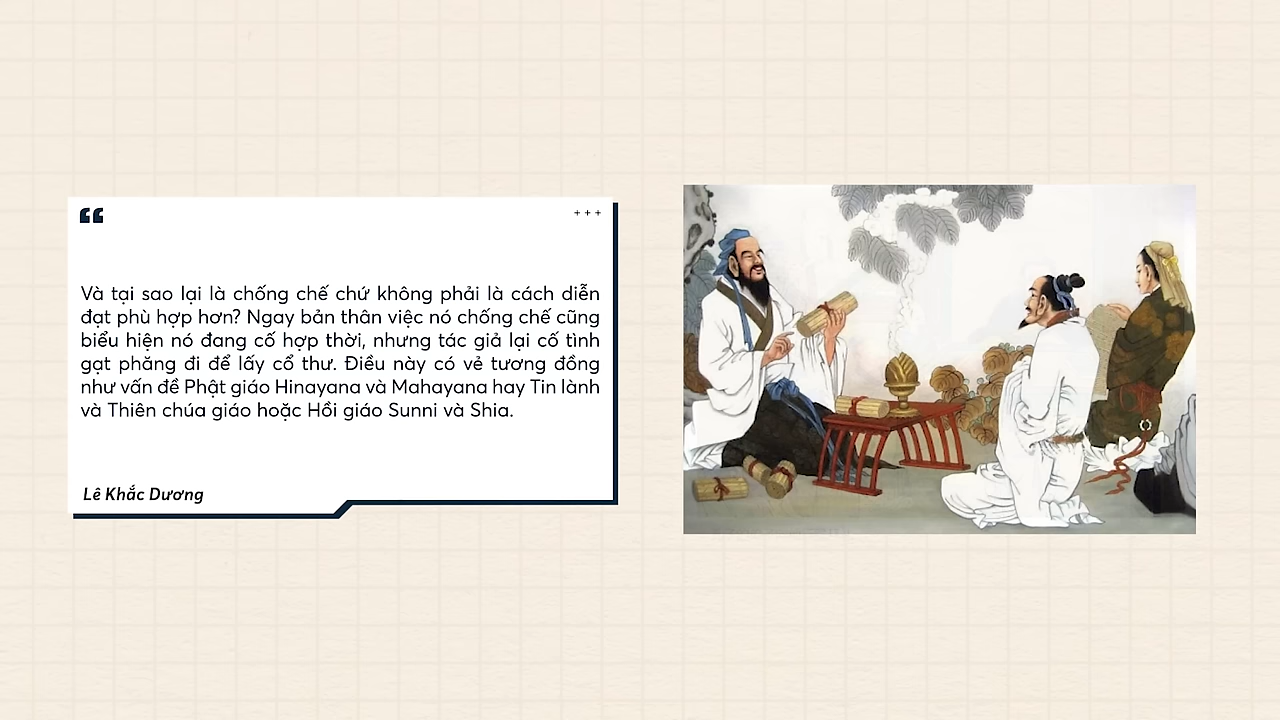 Và tại sao lại là chống chế chứ không phải là cách diễn
đạt phù hợp hơn? Ngay bản thân việc nó chống chế cũng
biểu hiện nó đang cố hợp thời, nhưng tác giả lại cố tình
gạt phăng đi để lấy cổ thư. Điều này có vẻ tương đồng
như vấn đề Phật giáo Hinayana và Mahayana hay Tin lành
và Thiên chúa giáo hoặc Hồi giáo Sunni và Shia.
Lê Khắc Dương